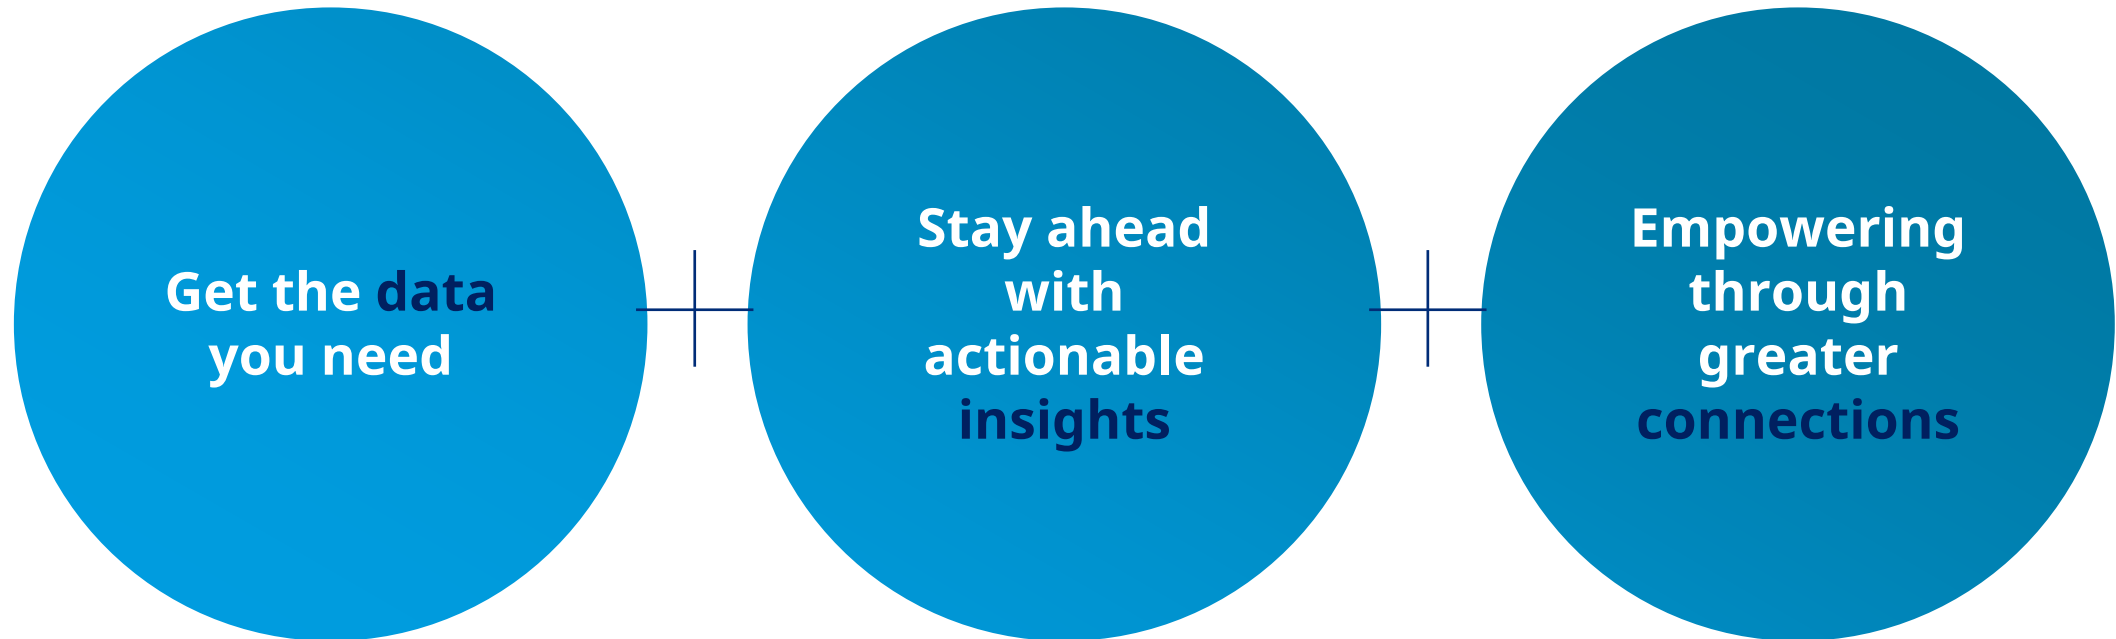 Get the data
you need
Stay ahead
with
actionable
insights
Empowering
through
greater
connections